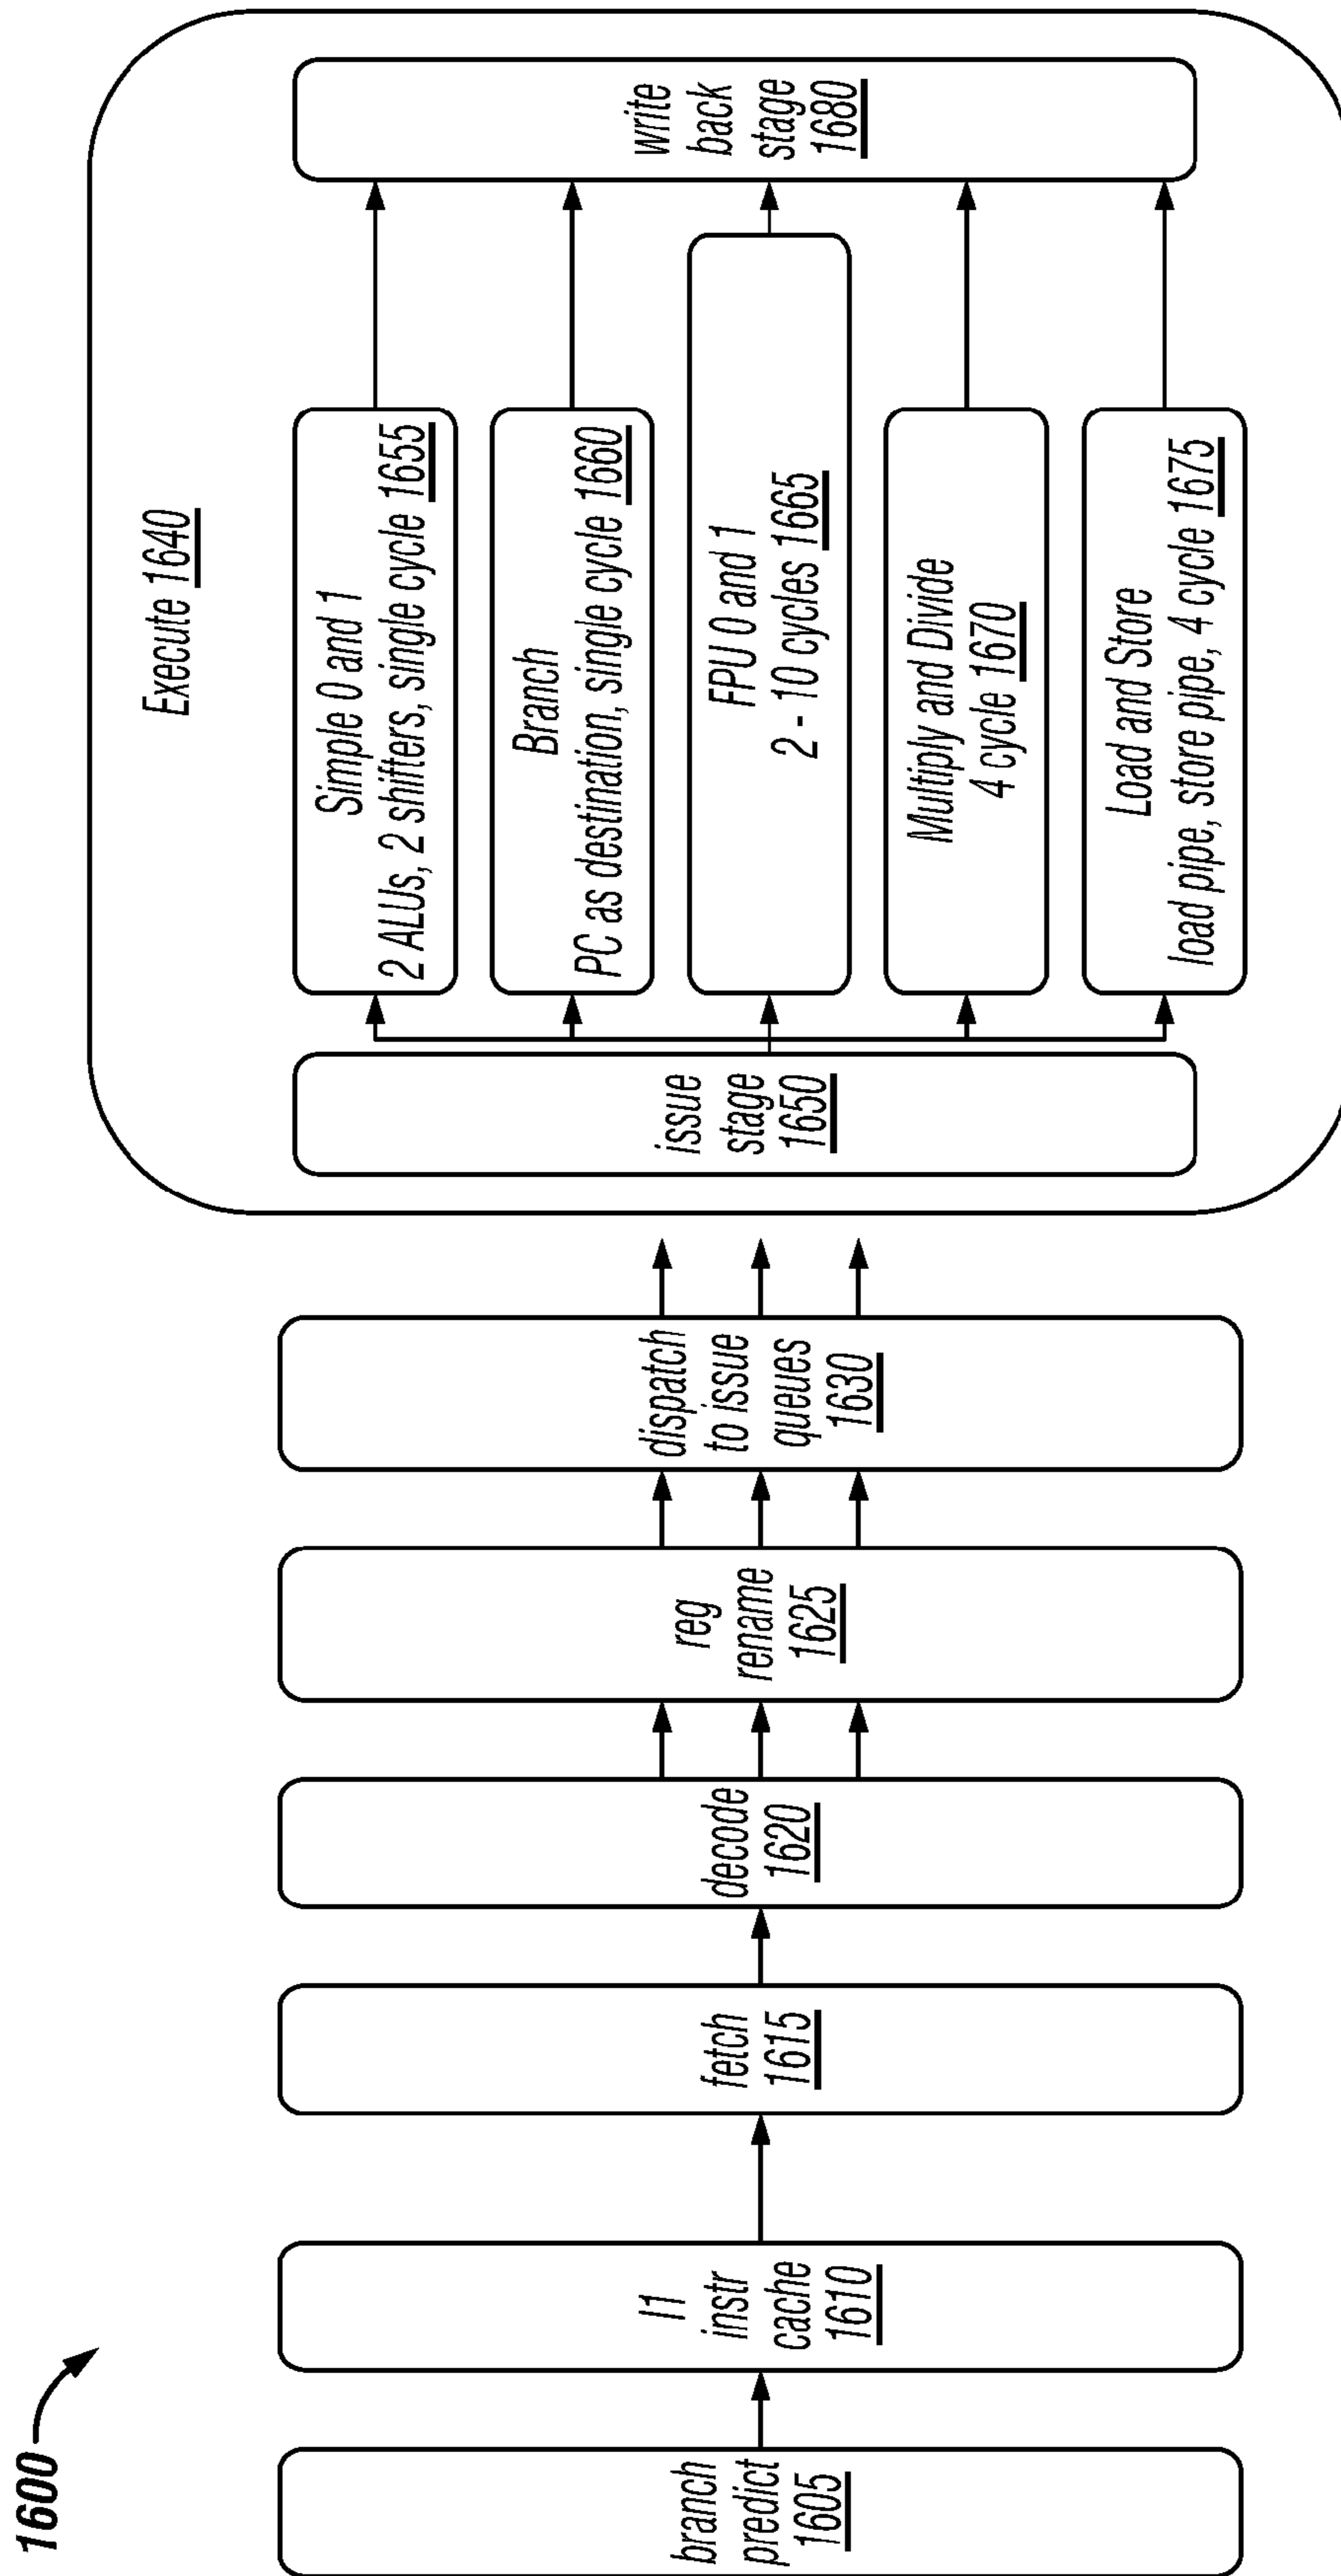 1600
branch
predict
1605
I1
instr
cache
1610
fetch
1615
decode
1620
reg
rename
1625
dispatch
to issue
queues
1630
Execute 1640
issue
stage
1650
Simple 0 and 1
2 ALUs, 2 shifters, single cycle 1655
Branch
PC as destination, single cycle 1660
FPU 0 and 1
2 - 10 cycles 1665
Multiply and Divide
4 cycle 1670
Load and Store
load pipe, store pipe, 4 cycle 1675
write
back
stage
1680